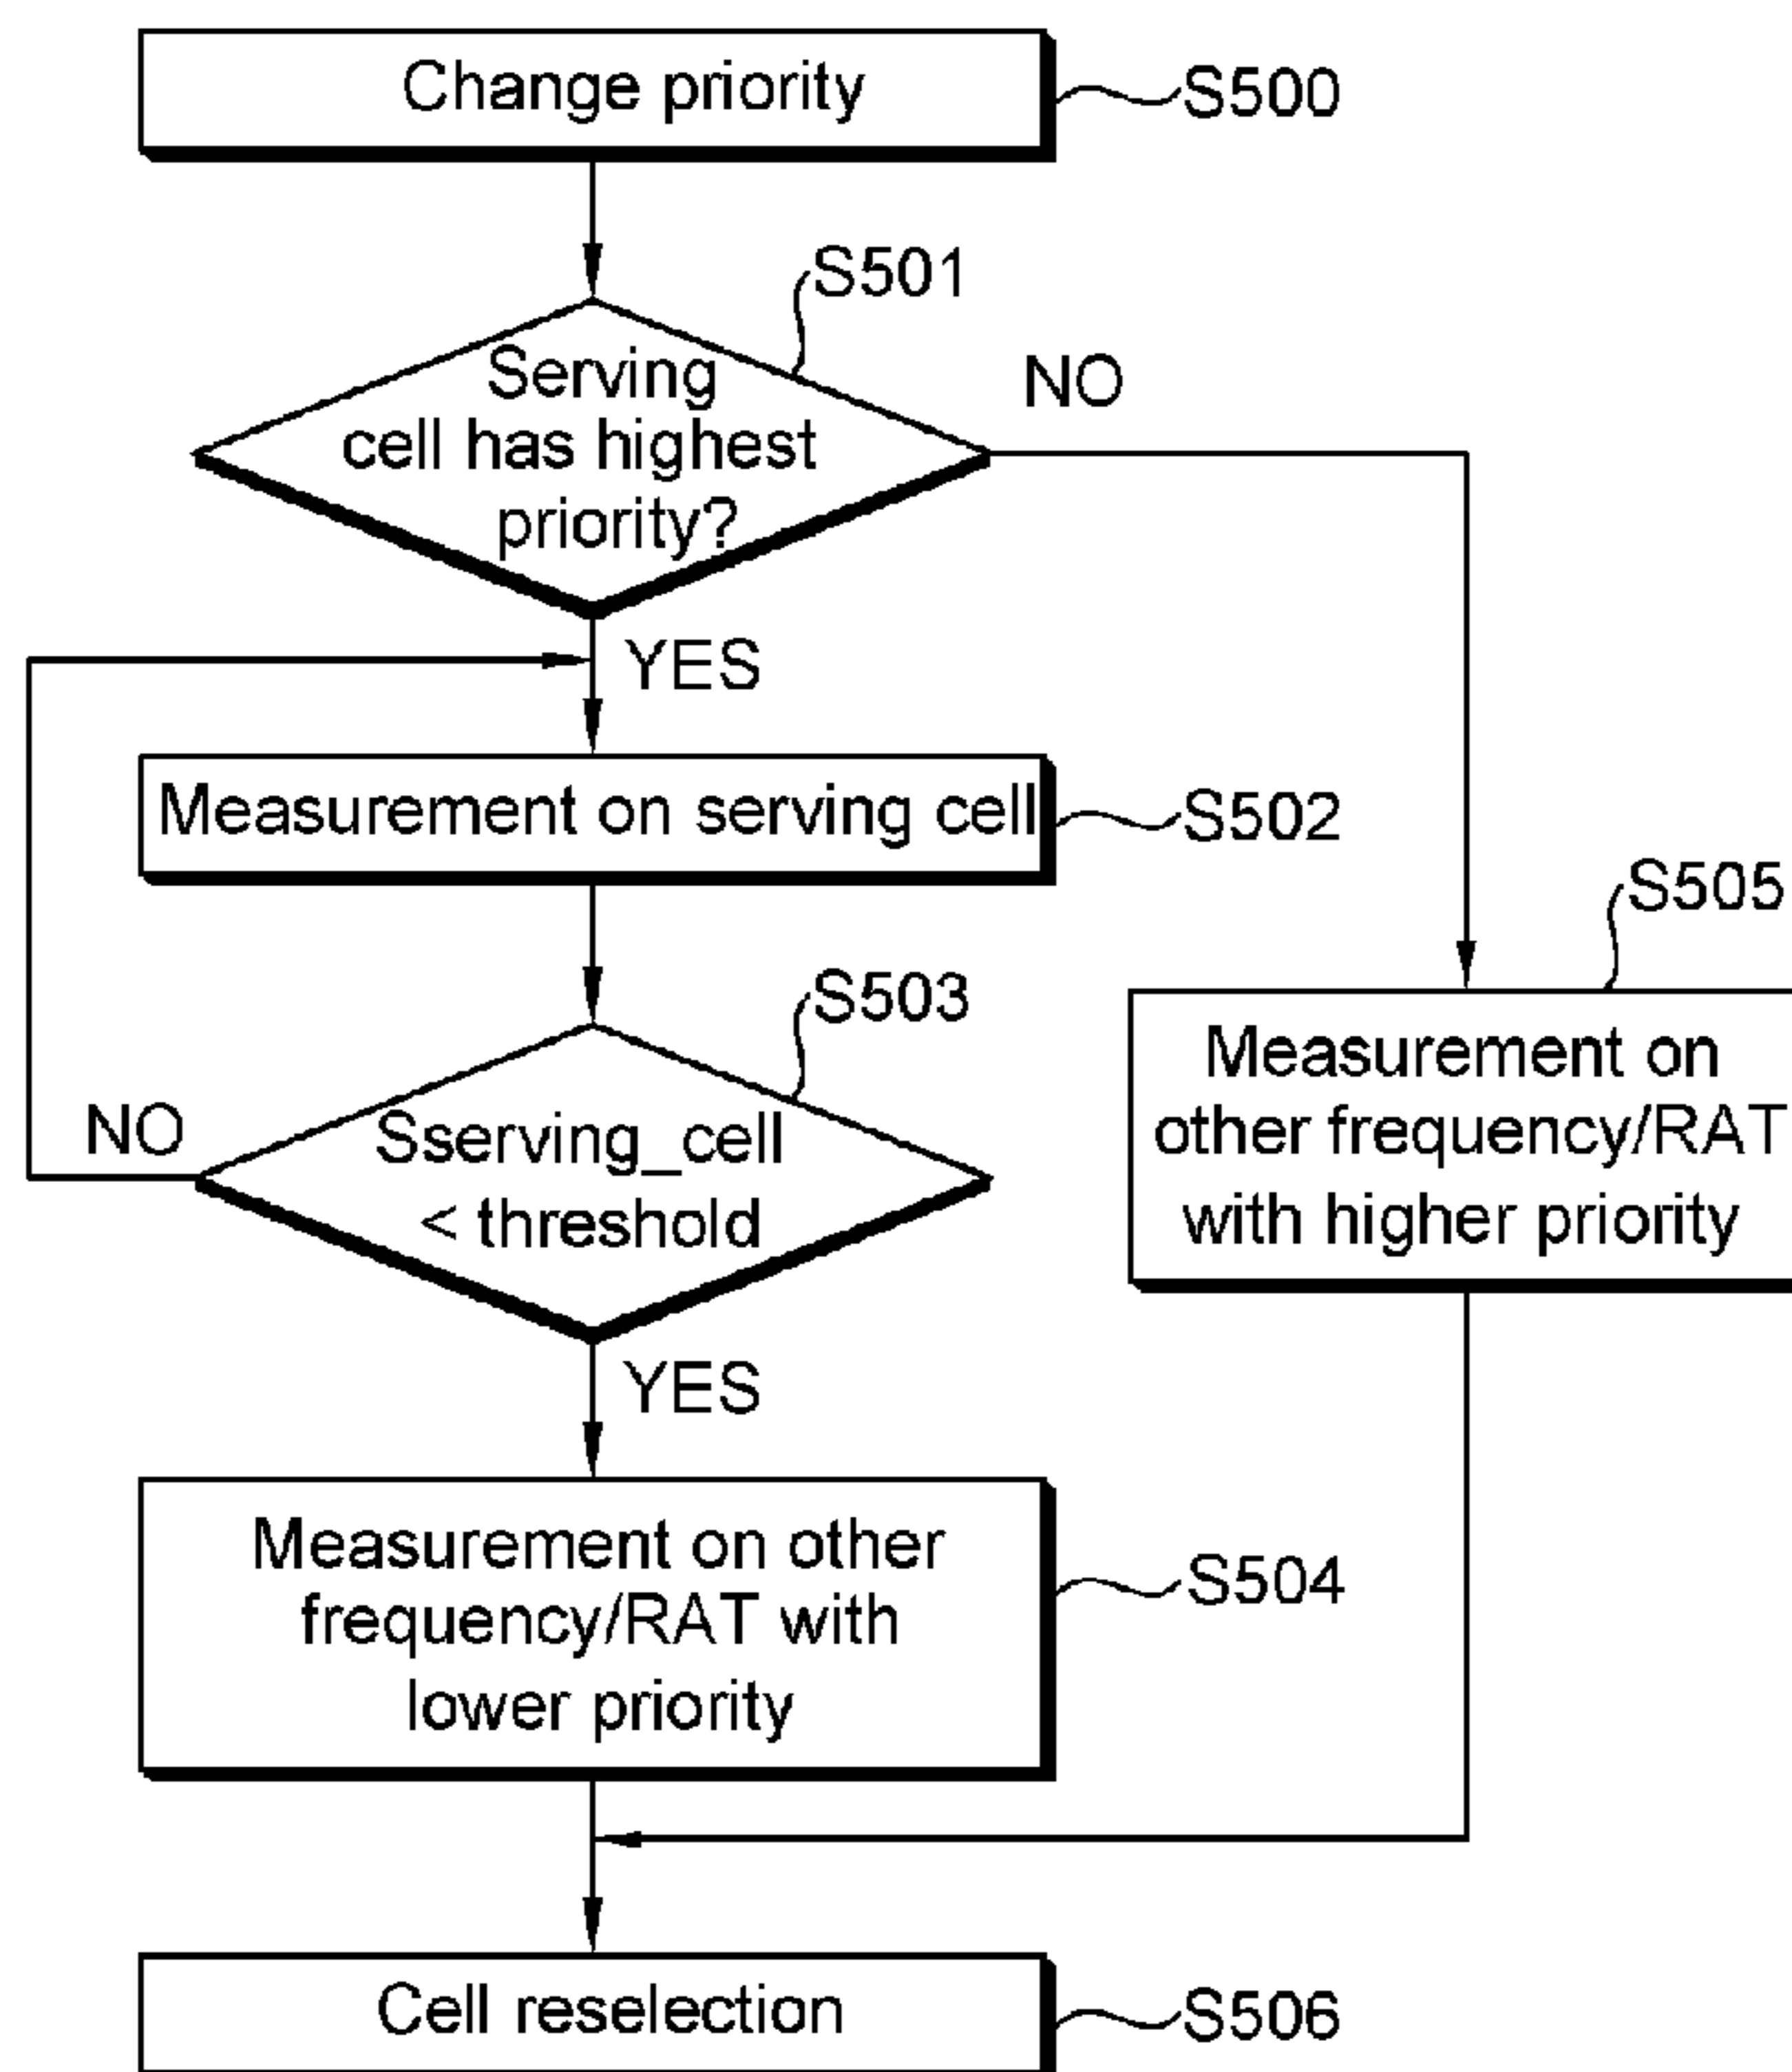 Change priority
S500
S501
Serving
cell has highest
priority?
NO
YES
Measurement on serving cell
S502
S505
S503
Measurement on
other frequency/RAT
with higher priority
NO
Sserving_cell
< threshold
YES
Measurement on other
frequency/RAT with
lower priority
S504
Cell reselection
S506